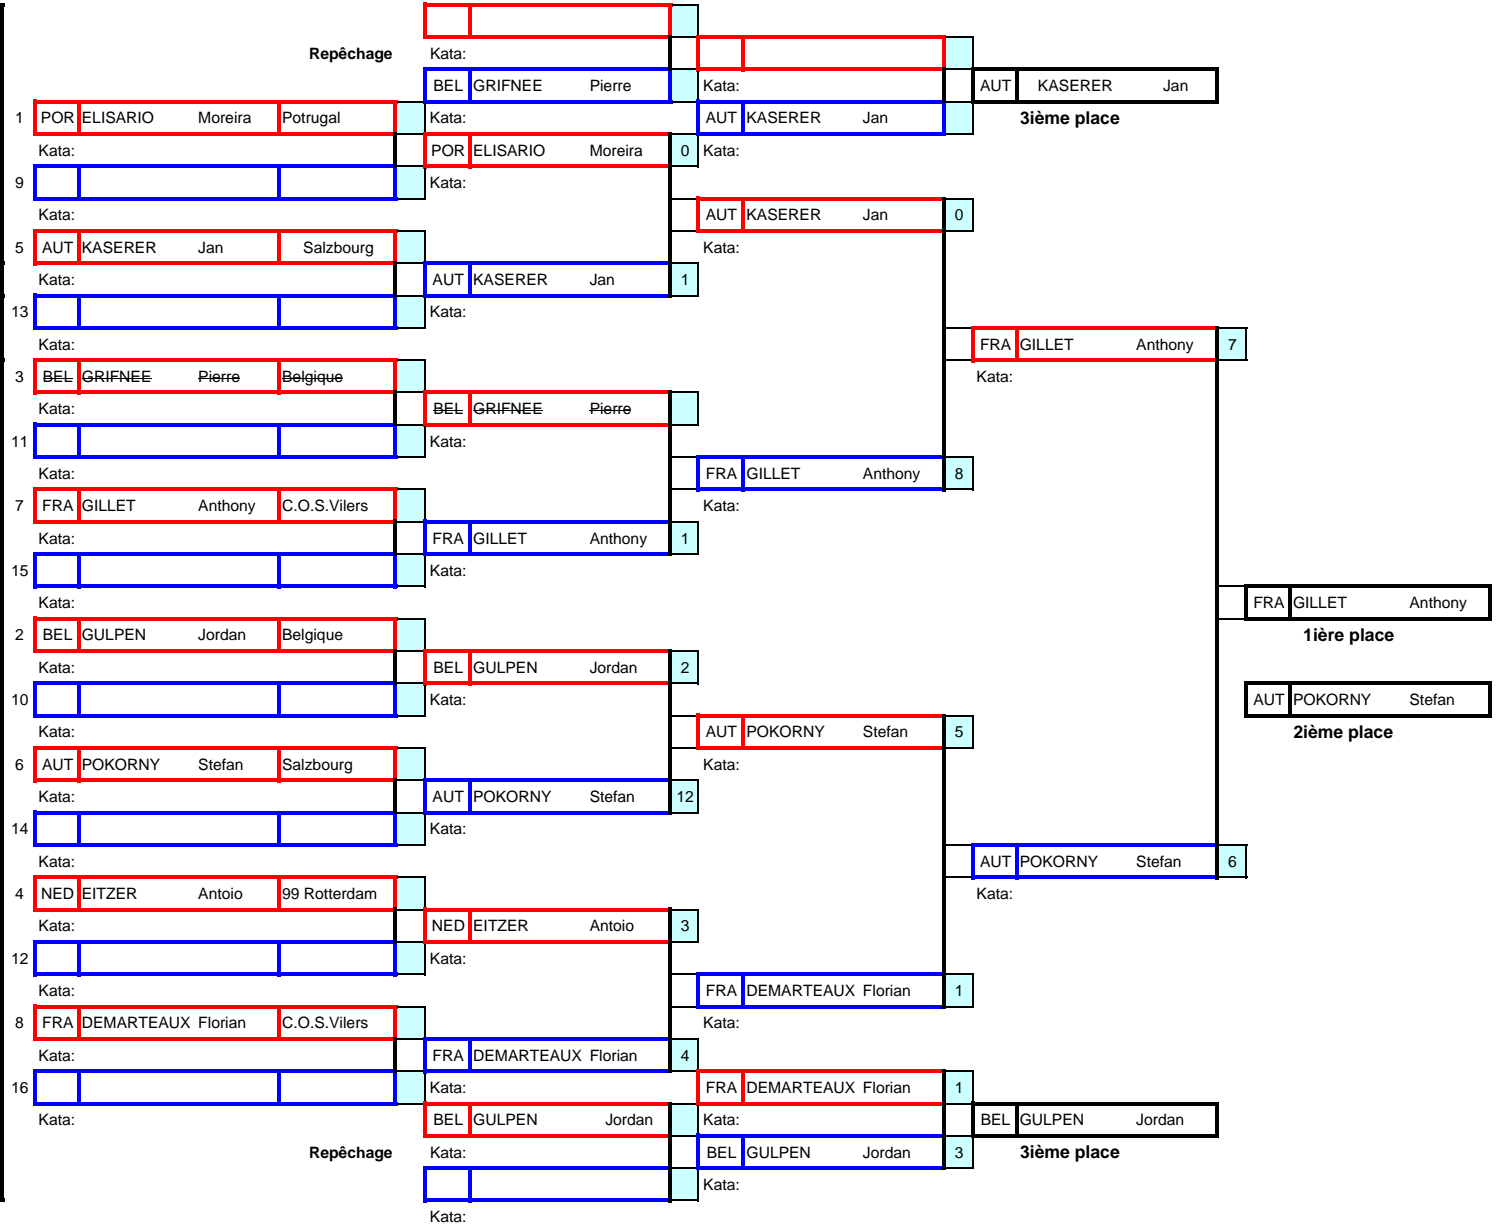 Repêchage Kata:
BEL GRIFNEE Pierre Kata: AUT KASERER Jan
1 POR ELISARIO Moreira Potrugal Kata: AUT KASERER Jan 3ième place
Kata: POR ELISARIO Moreira 0 Kata:
9 Kata:
Kata: AUT KASERER Jan 0
5 AUT KASERER Jan Salzbourg Kata:
Kata: AUT KASERER Jan 1
13 Kata:
Kata: FRA GILLET Anthony 7
3 BEL GRIFNEE Pierre Belgique Kata:
Kata: BEL GRIFNEE Pierre
11 Kata:
Kata: FRA GILLET Anthony 8
7 FRA GILLET Anthony C.O.S.Vilers Kata:
Kata: FRA GILLET Anthony 1
15 Kata:
Kata: FRA GILLET Anthony
2 BEL GULPEN Jordan Belgique 1ière place
Kata: BEL GULPEN Jordan 2
10 Kata: AUT POKORNY Stefan
Kata: AUT POKORNY Stefan 5 2ième place
6 AUT POKORNY Stefan Salzbourg Kata:
Kata: AUT POKORNY Stefan 12
14 Kata:
Kata: AUT POKORNY Stefan 6
4 NED EITZER Antoio 99 Rotterdam Kata:
Kata: NED EITZER Antoio 3
12 Kata:
Kata: FRA DEMARTEAUX Florian 1
8 FRA DEMARTEAUX Florian C.O.S.Vilers Kata:
Kata: FRA DEMARTEAUX Florian 4
16 Kata: FRA DEMARTEAUX Florian 1
Kata: BEL GULPEN Jordan Kata: BEL GULPEN Jordan
Repêchage Kata: BEL GULPEN Jordan 3 3ième place
Kata:
Kata: